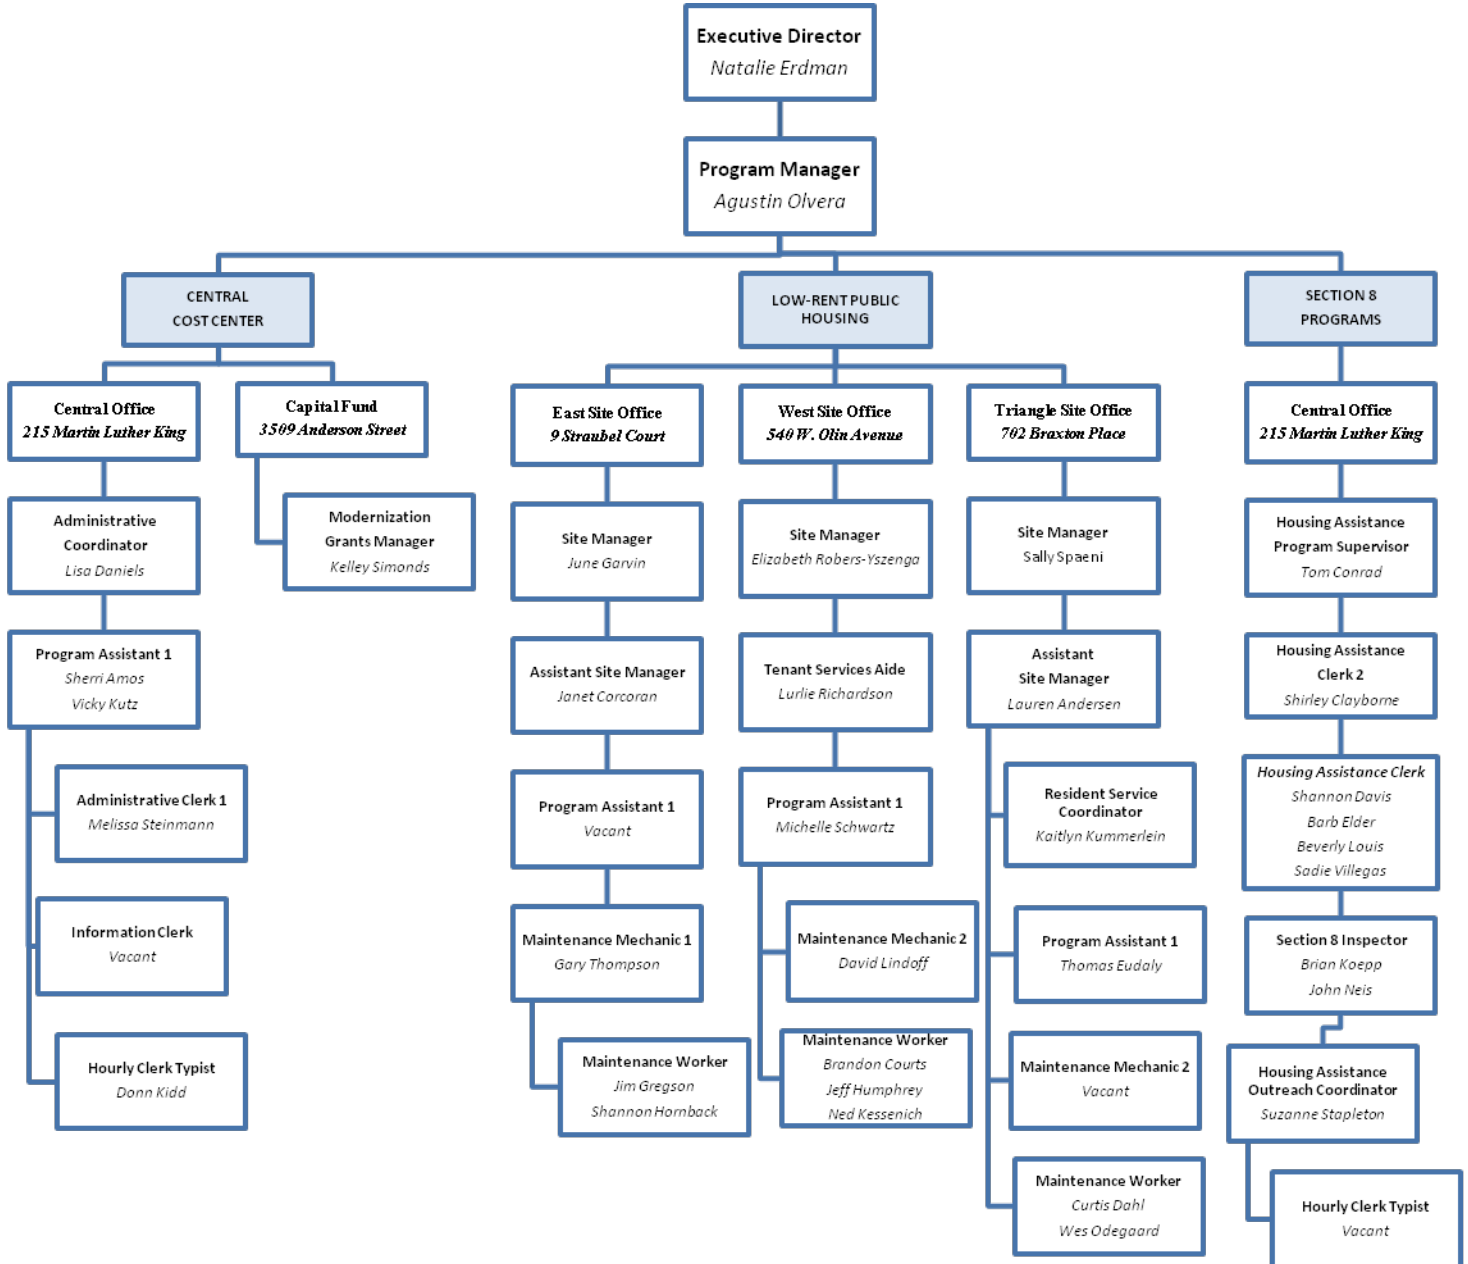 Executive Director
Natalie Erdman
Program Manager
Agustin Olvera
CENTRAL
COST CENTER
Central Office
215 Martin Luther King
Administrative
Coordinator
Lisa Daniels
Program Assistant 1
Sherri Amos
Vicky Kutz
Administrative Clerk 1
Melissa Steinmann
Information Clerk
Vacant
Hourly Clerk Typist
Donn Kidd
Capital Fund
3509 Anderson Street
Modernization
Grants Manager
Kelley Simonds
LOW-RENT PUBLIC
HOUSING
East Site Office
9 Straubel Court
Site Manager
June Garvin
Assistant Site Manager
Janet Corcoran
Program Assistant 1
Vacant
Maintenance Mechanic 1
Gary Thompson
Maintenance Worker
Jim Gregson
Shannon Hornback
West Site Office
540 W. Olin Avenue
Site Manager
Elizabeth Robers-Yszenga
Tenant Services Aide
Lurlie Richardson
Program Assistant 1
Michelle Schwartz
Maintenance Mechanic 2
David Lindoff
Maintenance Worker
Brandon Courts
Jeff Humphrey
Ned Kessenich
Triangle Site Office
702 Braxton Place
Site Manager
Sally Spaeni
Assistant
Site Manager
Lauren Andersen
Resident Service
Coordinator
Kaitlyn Kummerlein
Program Assistant 1
Thomas Eudaly
Maintenance Mechanic 2
Vacant
Maintenance Worker
Curtis Dahl
Wes Odegaard
SECTION 8
PROGRAMS
Central Office
215 Martin Luther King
Housing Assistance
Program Supervisor
Tom Conrad
Housing Assistance
Clerk 2
Shirley Clayborne
Housing Assistance Clerk
Shannon Davis
Barb Elder
Beverly Louis
Sadie Villegas
Section 8 Inspector
Brian Koepp
John Neis
Housing Assistance
Outreach Coordinator
Suzanne Stapleton
Hourly Clerk Typist
Vacant